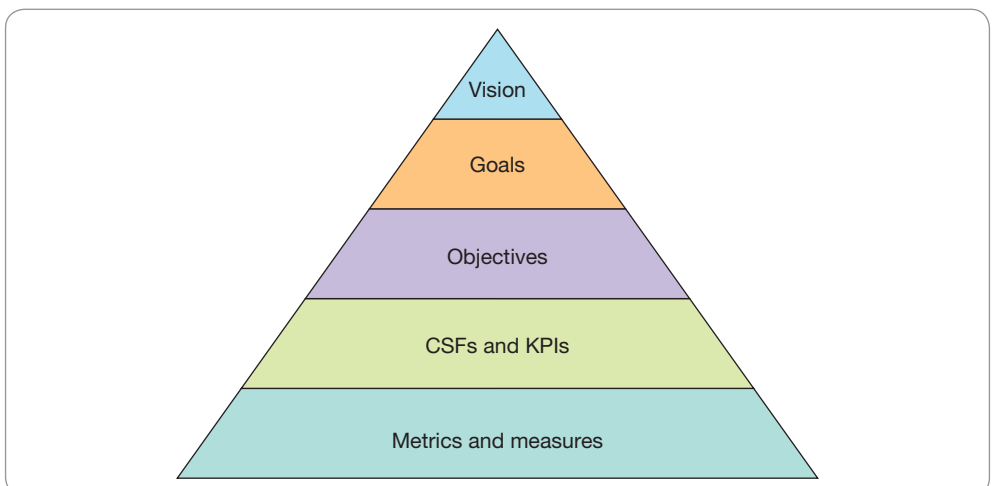 Vision
Goals
Objectives
CSFs and KPIs
Metrics and measures